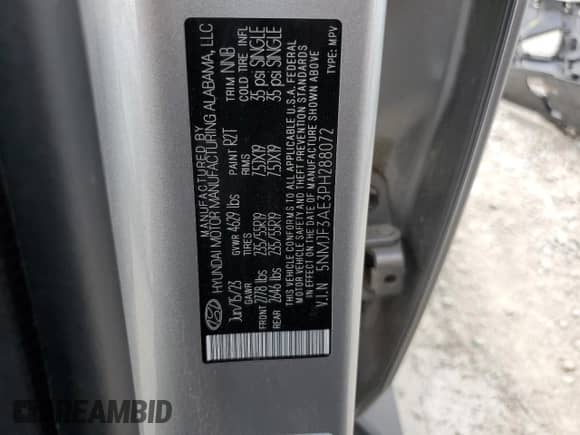 MANUFACTURED BY
HYUNDAI MOTOR MANUFACTURING ALABAMA, LLC
Jun/15/23 GVWR 4629 lbs PAINT R2T TRIM NNB
GAWR TIRES RIMS COLD TIRE INFL
FRONT 2778 lbs 235/55R19 7.5JX19 35 psi SINGLE
REAR 2646 lbs 235/55R19 7.5JX19 35 psi SINGLE
THIS VEHICLE CONFORMS TO ALL APPLICABLE U.S.A. FEDERAL
MOTOR VEHICLE SAFETY AND THEFT PREVENTION STANDARDS
IN EFFECT ON THE DATE OF MANUFACTURE SHOWN ABOVE
V.I.N 5NMJF3AE3PH288072 TYPE: MPV
DREAMBID